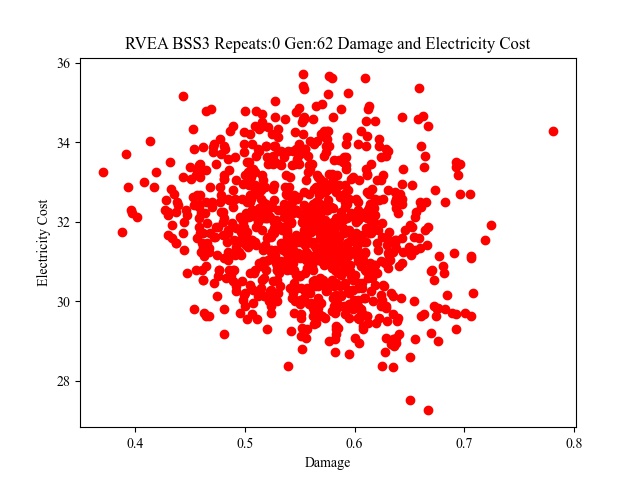 RVEA BSS3 Repeats:0 Gen:62 Damage and Electricity Cost
36
34
32
30
28
Electricity Cost
0.4 0.5 0.6 0.7 0.8
Damage